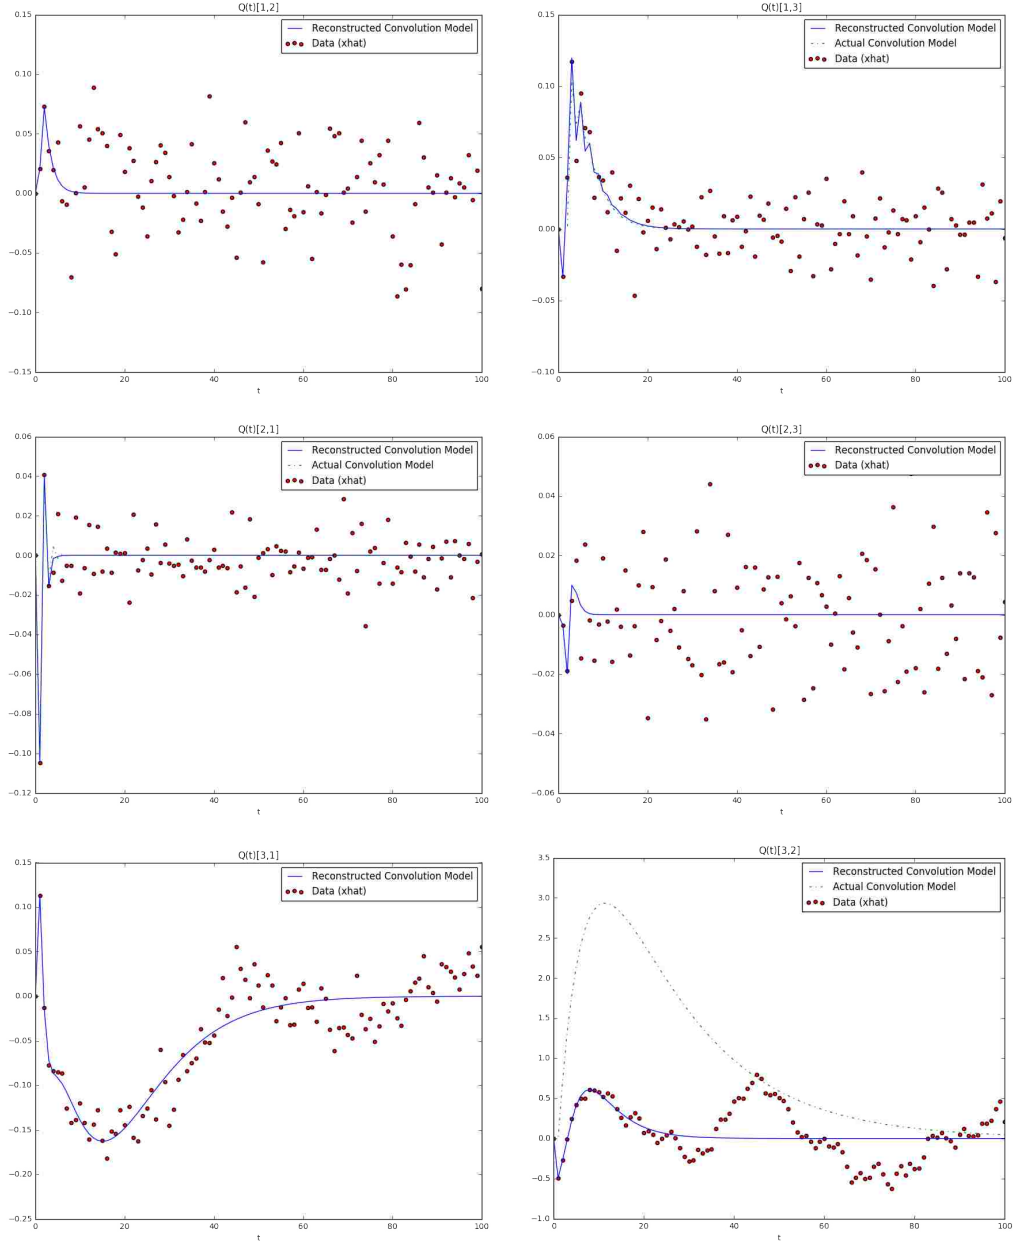 Q(t)[1,2]
0.15
0.10
0.05
0.00
−0.05
−0.10
−0.15
Reconstructed Convolution Model
Data (xhat)
0 20 40 60 80 100
t
Q(t)[1,3]
0.15
0.10
0.05
0.00
−0.05
−0.10
Reconstructed Convolution Model
Actual Convolution Model
Data (xhat)
0 20 40 60 80 100
t
Q(t)[2,1]
0.06
0.04
0.02
0.00
−0.02
−0.04
−0.06
−0.08
−0.10
−0.12
Reconstructed Convolution Model
Actual Convolution Model
Data (xhat)
0 20 40 60 80 100
t
Q(t)[2,3]
0.06
0.04
0.02
0.00
−0.02
−0.04
−0.06
Reconstructed Convolution Model
Data (xhat)
0 20 40 60 80 100
t
Q(t)[3,1]
0.15
0.10
0.05
0.00
−0.05
−0.10
−0.15
−0.20
−0.25
Reconstructed Convolution Model
Data (xhat)
0 20 40 60 80 100
t
Q(t)[3,2]
3.5
3.0
2.5
2.0
1.5
1.0
0.5
0.0
−0.5
−1.0
Reconstructed Convolution Model
Actual Convolution Model
Data (xhat)
0 20 40 60 80 100
t